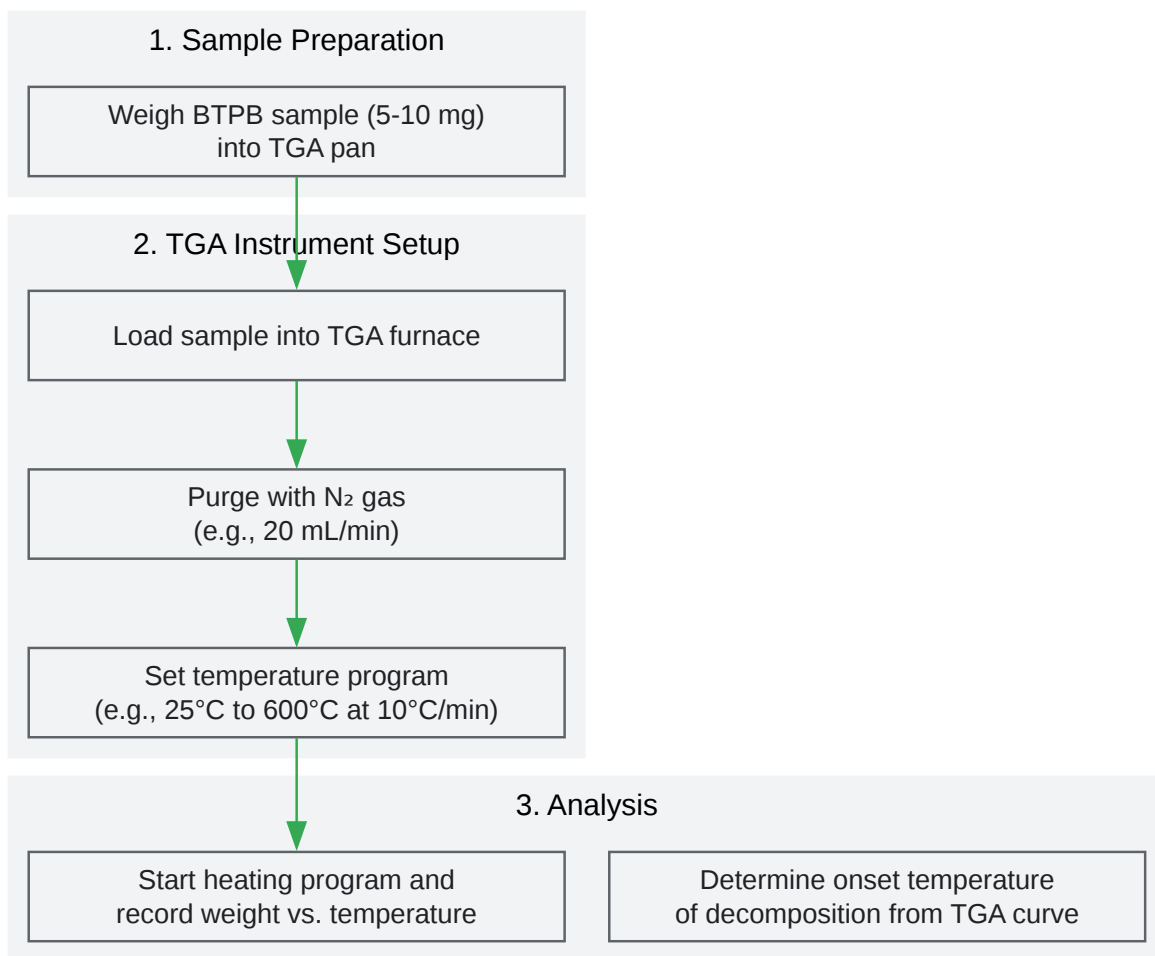 1. Sample Preparation
Weigh BTPB sample (5-10 mg)
into TGA pan
2. TGA Instrument Setup
Load sample into TGA furnace
Purge with N₂ gas
(e.g., 20 mL/min)
Set temperature program
(e.g., 25°C to 600°C at 10°C/min)
3. Analysis
Start heating program and
record weight vs. temperature
Determine onset temperature
of decomposition from TGA curve